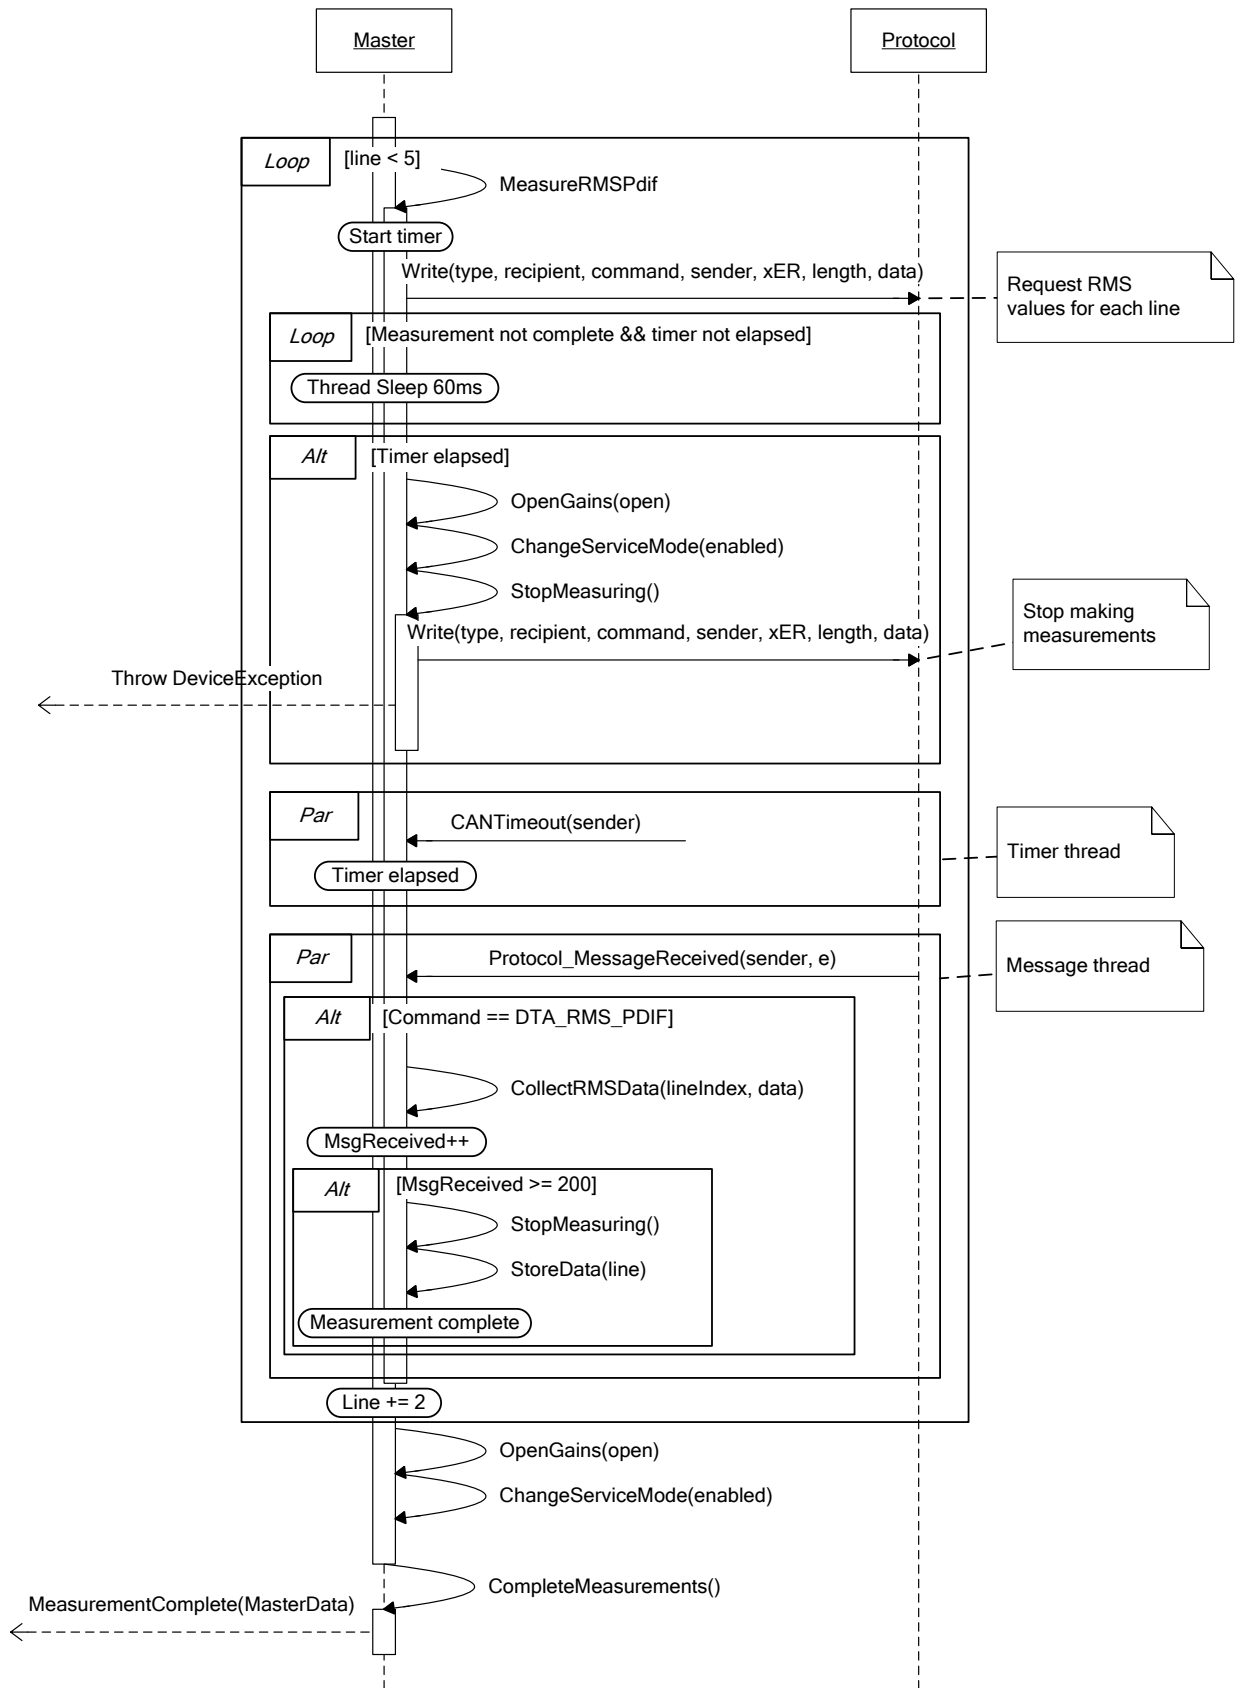 Master
Protocol
Loop
[line < 5]
MeasureRMSPdif
Start timer
Write(type, recipient, command, sender, xER, length, data)
Request RMS
values for each line
Loop
[Measurement not complete && timer not elapsed]
Thread Sleep 60ms
Alt
[Timer elapsed]
OpenGains(open)
ChangeServiceMode(enabled)
StopMeasuring()
Stop making
measurements
Write(type, recipient, command, sender, xER, length, data)
Throw DeviceException
Par
CANTimeout(sender)
Timer thread
Timer elapsed
Par
Protocol_MessageReceived(sender, e)
Message thread
Alt
[Command == DTA_RMS_PDIF]
CollectRMSData(lineIndex, data)
MsgReceived++
Alt
[MsgReceived >= 200]
StopMeasuring()
StoreData(line)
Measurement complete
Line += 2
OpenGains(open)
ChangeServiceMode(enabled)
CompleteMeasurements()
MeasurementComplete(MasterData)